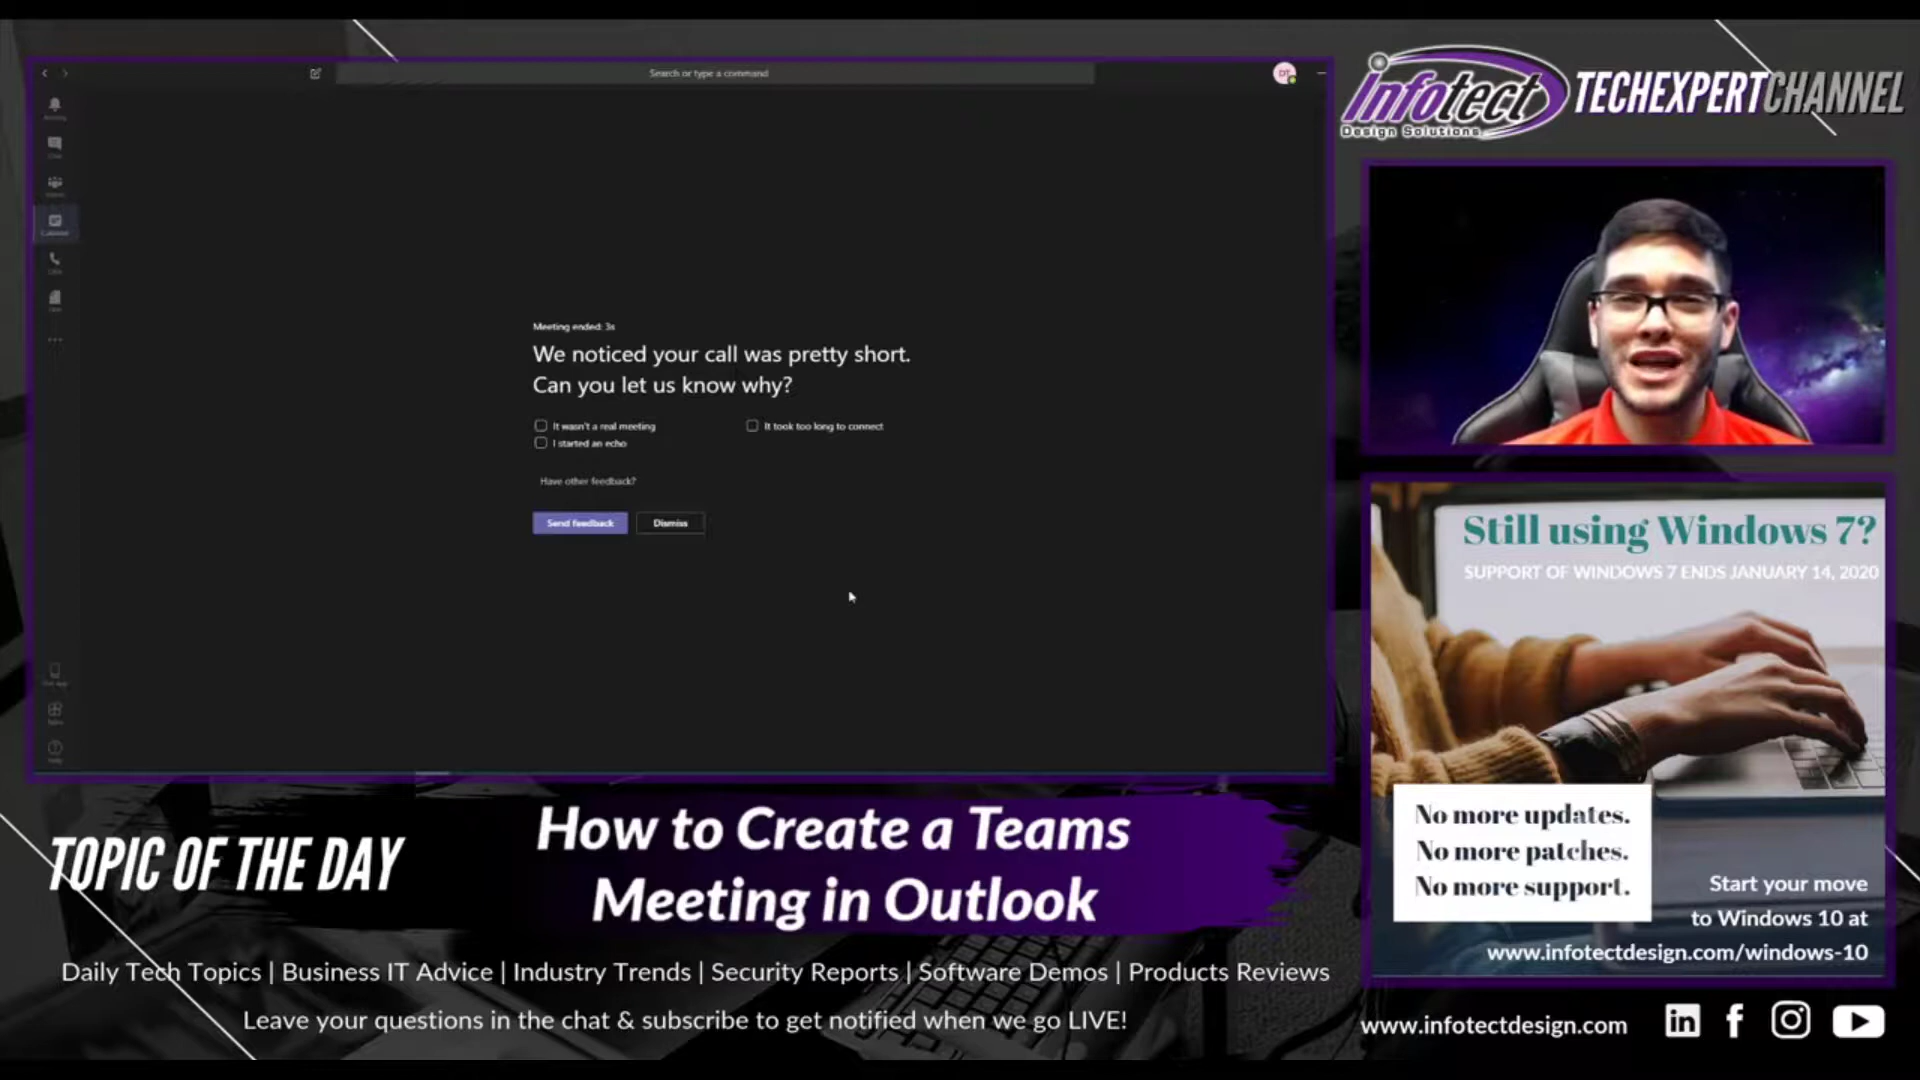 Search or type a command
DT
Infotect
Design Solutions
TECHEXPERTCHANNEL
Activity
Chat
Calendar
Calls
Meeting ended: 3s
We noticed your call was pretty short.
Can you let us know why?
It wasn't a real meeting
It took too long to connect
I started an echo
Have other feedback?
Send feedback
Dismiss
Still using Windows 7?
SUPPORT OF WINDOWS 7 ENDS JANUARY 14, 2020
No more updates.
No more patches.
No more support.
Start your move
to Windows 10 at
www.infotectdesign.com/windows-10
TOPIC OF THE DAY
How to Create a Teams
Meeting in Outlook
Daily Tech Topics | Business IT Advice | Industry Trends | Security Reports | Software Demos | Products Reviews
Leave your questions in the chat & subscribe to get notified when we go LIVE!
www.infotectdesign.com